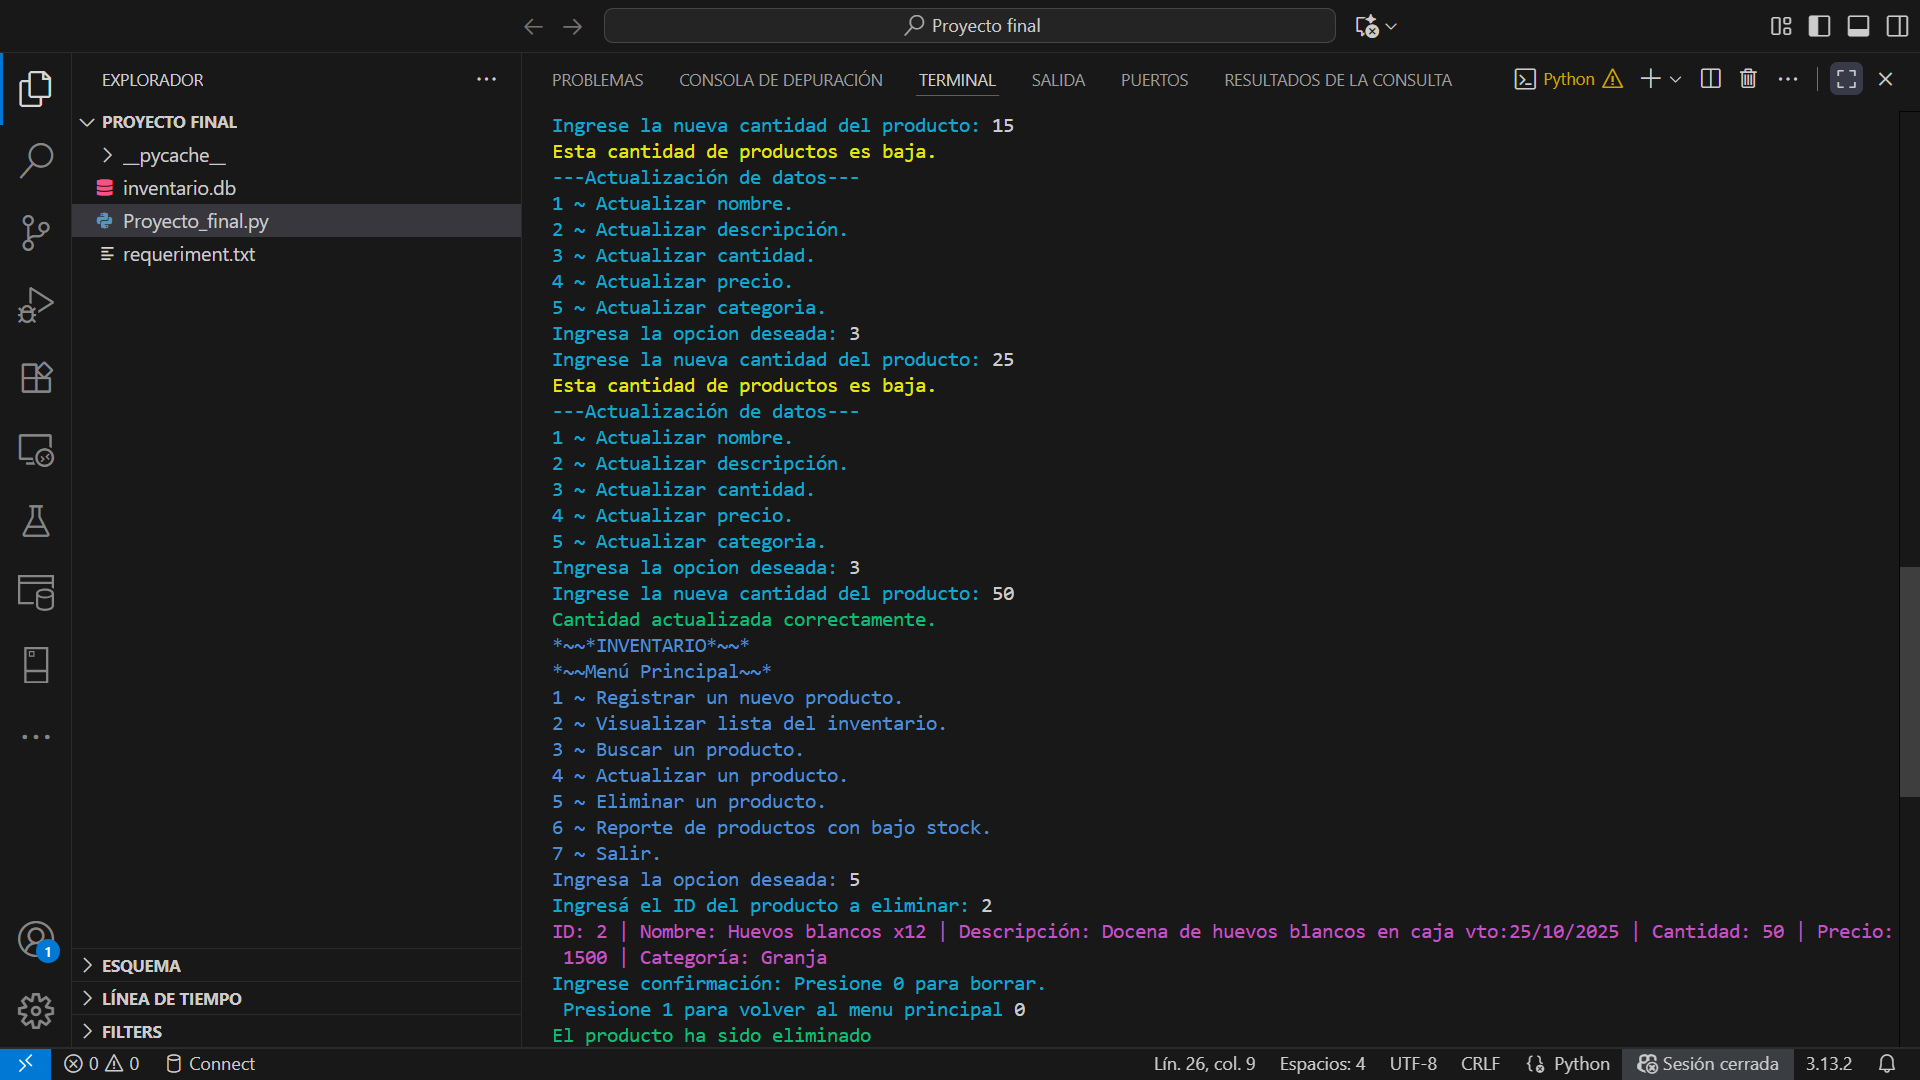 Proyecto final
EXPLORADOR
PROYECTO FINAL
__pycache__
inventario.db
Proyecto_final.py
requeriment.txt
ESQUEMA
LÍNEA DE TIEMPO
FILTERS
1
PROBLEMAS CONSOLA DE DEPURACIÓN TERMINAL SALIDA PUERTOS RESULTADOS DE LA CONSULTA Python
Ingrese la nueva cantidad del producto: 15
Esta cantidad de productos es baja.
---Actualización de datos---
1 ~ Actualizar nombre.
2 ~ Actualizar descripción.
3 ~ Actualizar cantidad.
4 ~ Actualizar precio.
5 ~ Actualizar categoria.
Ingresa la opcion deseada: 3
Ingrese la nueva cantidad del producto: 25
Esta cantidad de productos es baja.
---Actualización de datos---
1 ~ Actualizar nombre.
2 ~ Actualizar descripción.
3 ~ Actualizar cantidad.
4 ~ Actualizar precio.
5 ~ Actualizar categoria.
Ingresa la opcion deseada: 3
Ingrese la nueva cantidad del producto: 50
Cantidad actualizada correctamente.
*~~*INVENTARIO*~~*
*~~Menú Principal~~*
1 ~ Registrar un nuevo producto.
2 ~ Visualizar lista del inventario.
3 ~ Buscar un producto.
4 ~ Actualizar un producto.
5 ~ Eliminar un producto.
6 ~ Reporte de productos con bajo stock.
7 ~ Salir.
Ingresa la opcion deseada: 5
Ingresá el ID del producto a eliminar: 2
ID: 2 | Nombre: Huevos blancos x12 | Descripción: Docena de huevos blancos en caja vto:25/10/2025 | Cantidad: 50 | Precio:
1500 | Categoría: Granja
Ingrese confirmación: Presione 0 para borrar.
Presione 1 para volver al menu principal 0
El producto ha sido eliminado
0 0 Connect Lín. 26, col. 9 Espacios: 4 UTF-8 CRLF Python Sesión cerrada 3.13.2